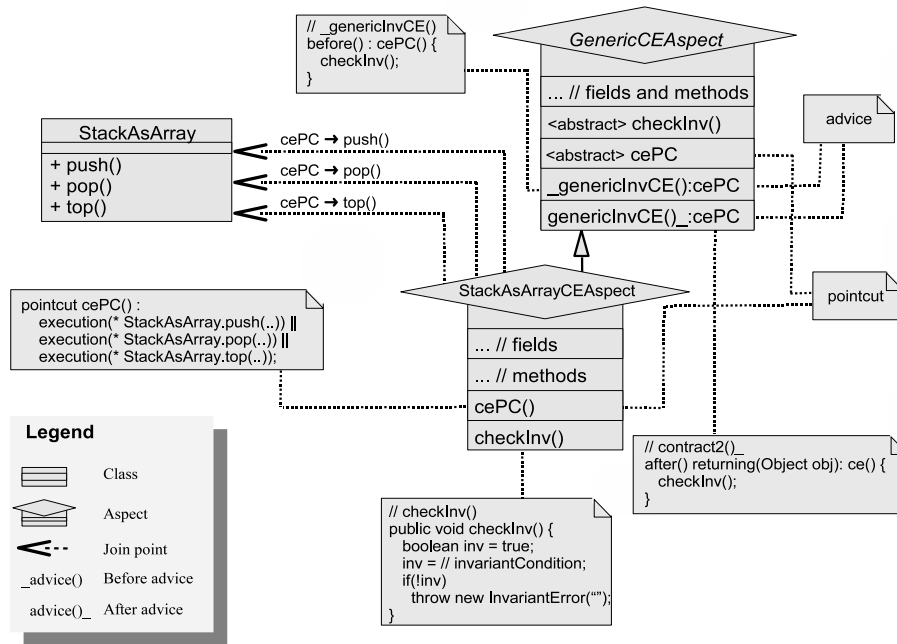 // _genericInvCE()
before() : cePC() {
checkInv();
}
GenericCEAspect
... // fields and methods
<abstract> checkInv()
<abstract> cePC
_genericInvCE():cePC
genericInvCE()_:cePC
advice
StackAsArray
+ push()
+ pop()
+ top()
cePC → push()
cePC → pop()
cePC → top()
StackAsArrayCEAspect
... // fields
... // methods
cePC()
checkInv()
pointcut
pointcut cePC() :
execution(* StackAsArray.push(..)) ||
execution(* StackAsArray.pop(..)) ||
execution(* StackAsArray.top(..));
Legend
Class
Aspect
Join point
_advice() Before advice
advice()_ After advice
// checkInv()
public void checkInv() {
boolean inv = true;
inv = // invariantCondition;
if(!inv)
throw new InvariantError(“”);
}
// contract2()_
after() returning(Object obj): ce() {
checkInv();
}